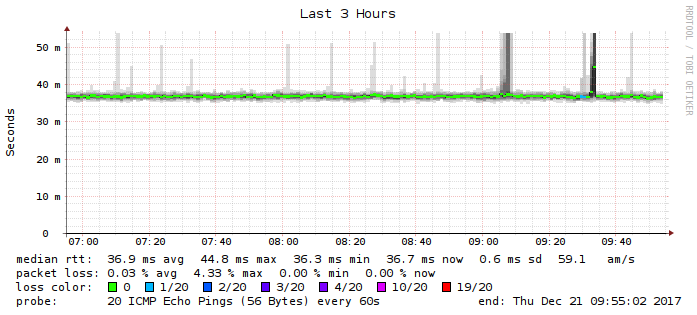 Last 3 Hours
RRDTOOL / TOBI OETIKER
Seconds
50 m
40 m
30 m
20 m
10 m
0
07:00 07:20 07:40 08:00 08:20 08:40 09:00 09:20 09:40
median rtt: 36.9 ms avg 44.8 ms max 36.3 ms min 36.7 ms now 0.6 ms sd 59.1 am/s
packet loss: 0.03 % avg 4.33 % max 0.00 % min 0.00 % now
loss color: 0 1/20 2/20 3/20 4/20 10/20 19/20
probe: 20 ICMP Echo Pings (56 Bytes) every 60s end: Thu Dec 21 09:55:02 2017